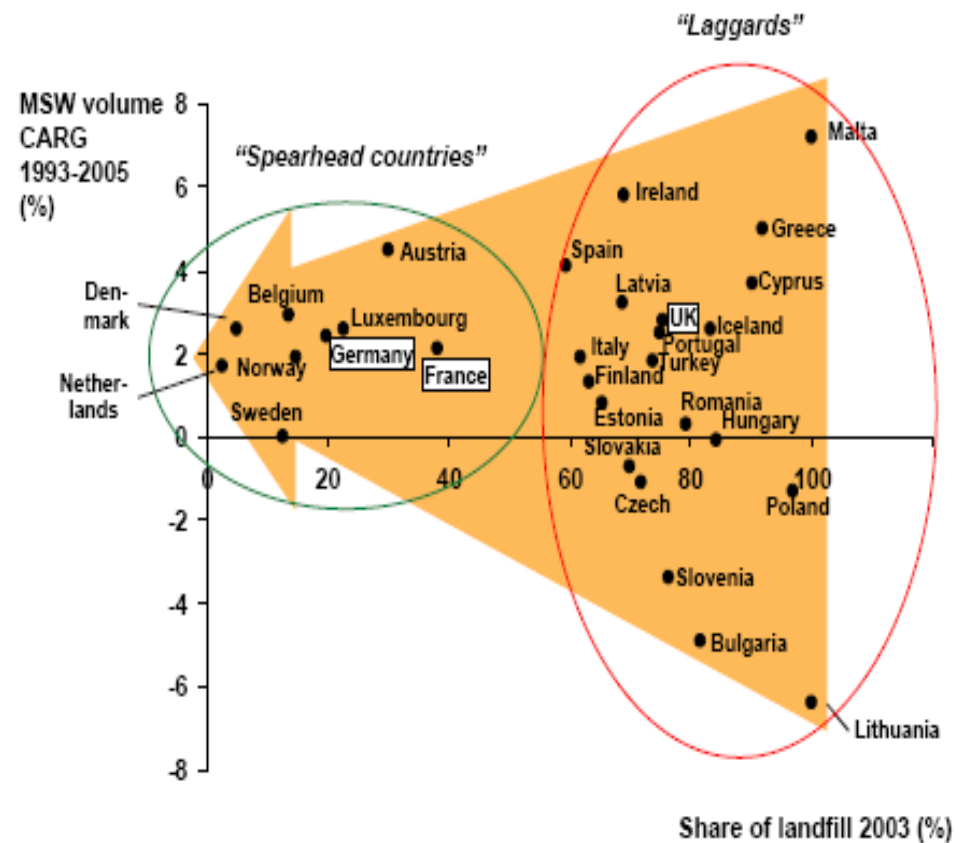 “Laggards”
MSW volume
CARG
1993-2005
(%)
8
6
4
2
0
-2
-4
-6
-8
“Spearhead countries”
Malta
Ireland
Greece
Spain
Austria
Cyprus
Latvia
Den-
mark
Belgium
Luxembourg
UK
Iceland
Portugal
Germany
Italy
Turkey
Norway
France
Finland
Nether-
lands
Sweden
Estonia
Romania
Hungary
Slovakia
0
20
40
60
80
100
Czech
Poland
Slovenia
Bulgaria
Lithuania
Share of landfill 2003 (%)